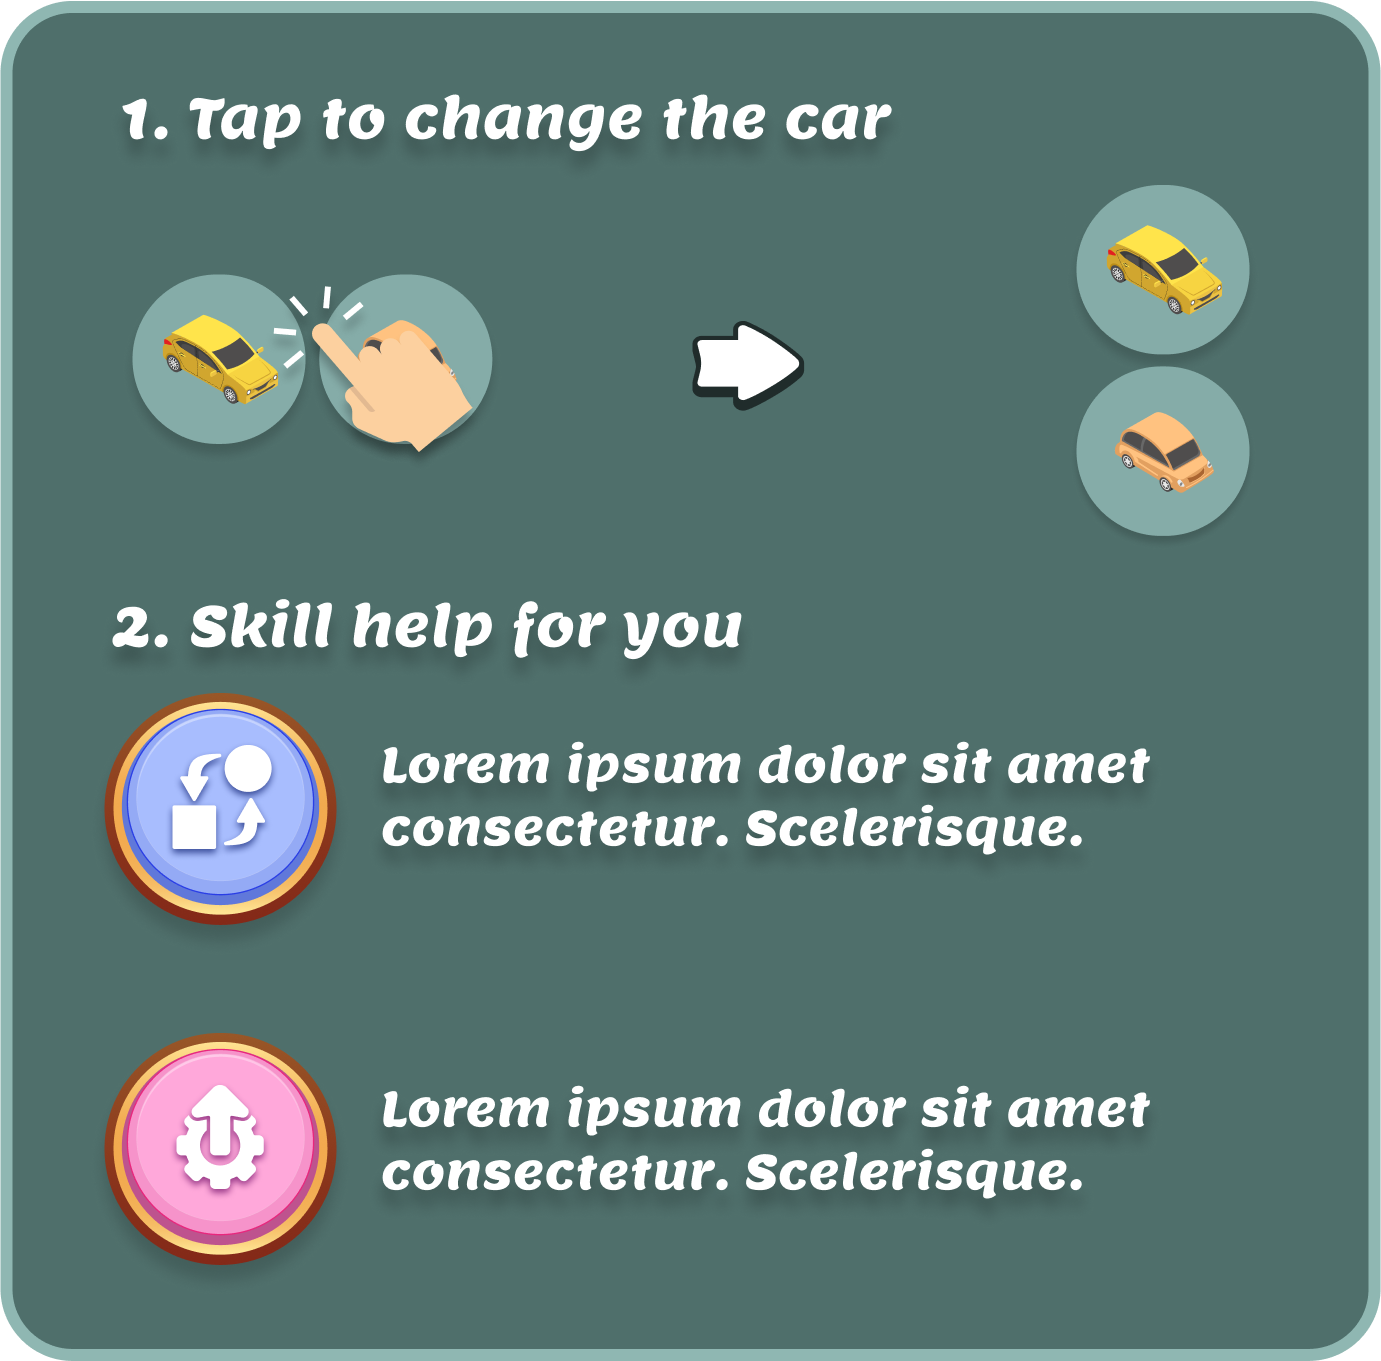 1. Tap to change the car
2. Skill help for you
Lorem ipsum dolor sit amet
consectetur. Scelerisque.
Lorem ipsum dolor sit amet
consectetur. Scelerisque.